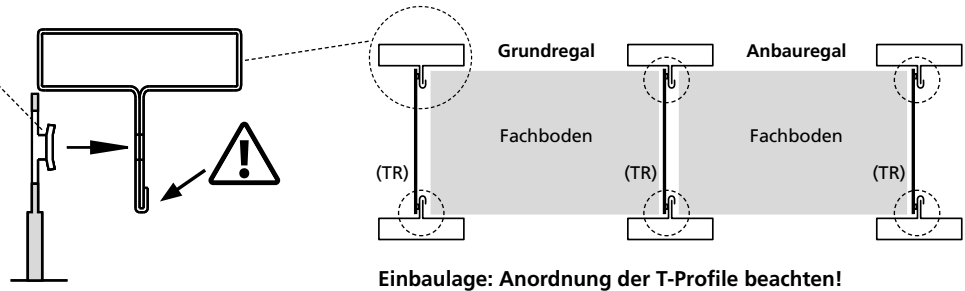 Grundregal Anbauregal
Fachboden Fachboden
(TR) (TR) (TR)
Einbaulage: Anordnung der T-Profile beachten!